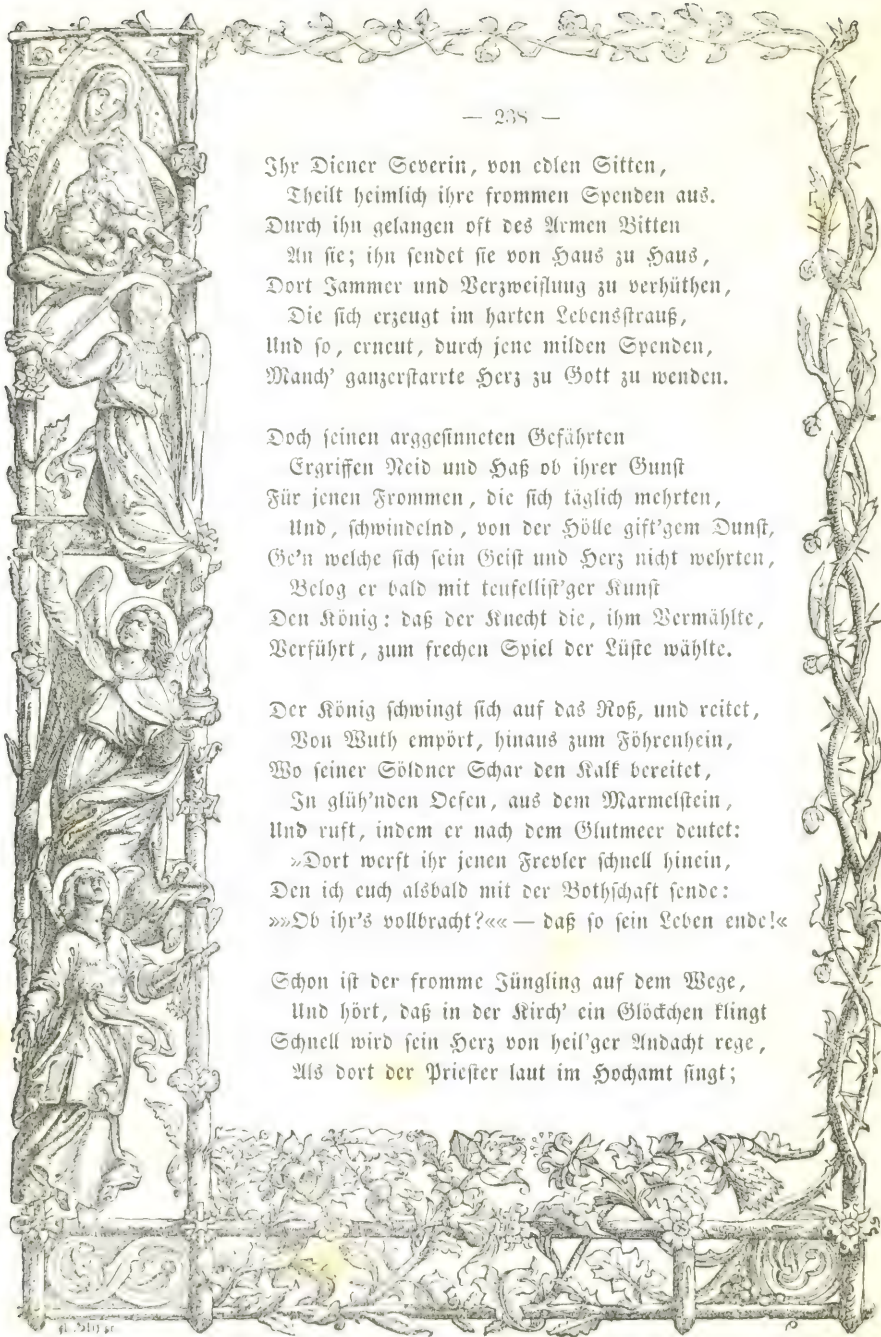 — 238 —
Ihr Diener Severin, von edlen Sitten,
Theilt heimlich ihre frommen Spenden aus.
Durch ihn gelangen oft des Armen Bitten
An sie; ihn sendet sie von Haus zu Haus,
Dort Jammer und Verzweifluug zu verhüthen,
Die sich erzeugt im harten Lebensstrauß,
Und so, erneut, durch jene milden Spenden,
Manch' ganzerstarrte Herz zu Gott zu wenden.
Doch seinen arggesinneten Gefährten
Ergriffen Neid und Haß ob ihrer Gunst
Für jenen Frommen, die sich täglich mehrten,
Und, schwindelnd, von der Hölle gift'gem Dunst,
Ge'n welche sich sein Geist und Herz nicht wehrten,
Belog er bald mit teufellist'ger Kunst
Den König: daß der Knecht die, ihm Vermählte,
Verführt, zum frechen Spiel der Lüste wählte.
Der König schwingt sich auf das Roß, und reitet,
Von Wuth empört, hinaus zum Föhrenhein,
Wo seiner Söldner Schar den Kalk bereitet,
In glüh'nden Oefen, aus dem Marmelstein,
Und ruft, indem er nach dem Glutmeer deutet:
»Dort werft ihr jenen Frevler schnell hinein,
Den ich euch alsbald mit der Bothschaft sende:
»»Ob ihr's vollbracht?«« — daß so sein Leben ende!«
Schon ist der fromme Jüngling auf dem Wege,
Und hört, daß in der Kirch' ein Glöckchen klingt
Schnell wird sein Herz von heil'ger Andacht rege,
Als dort der Priester laut im Hochamt singt;